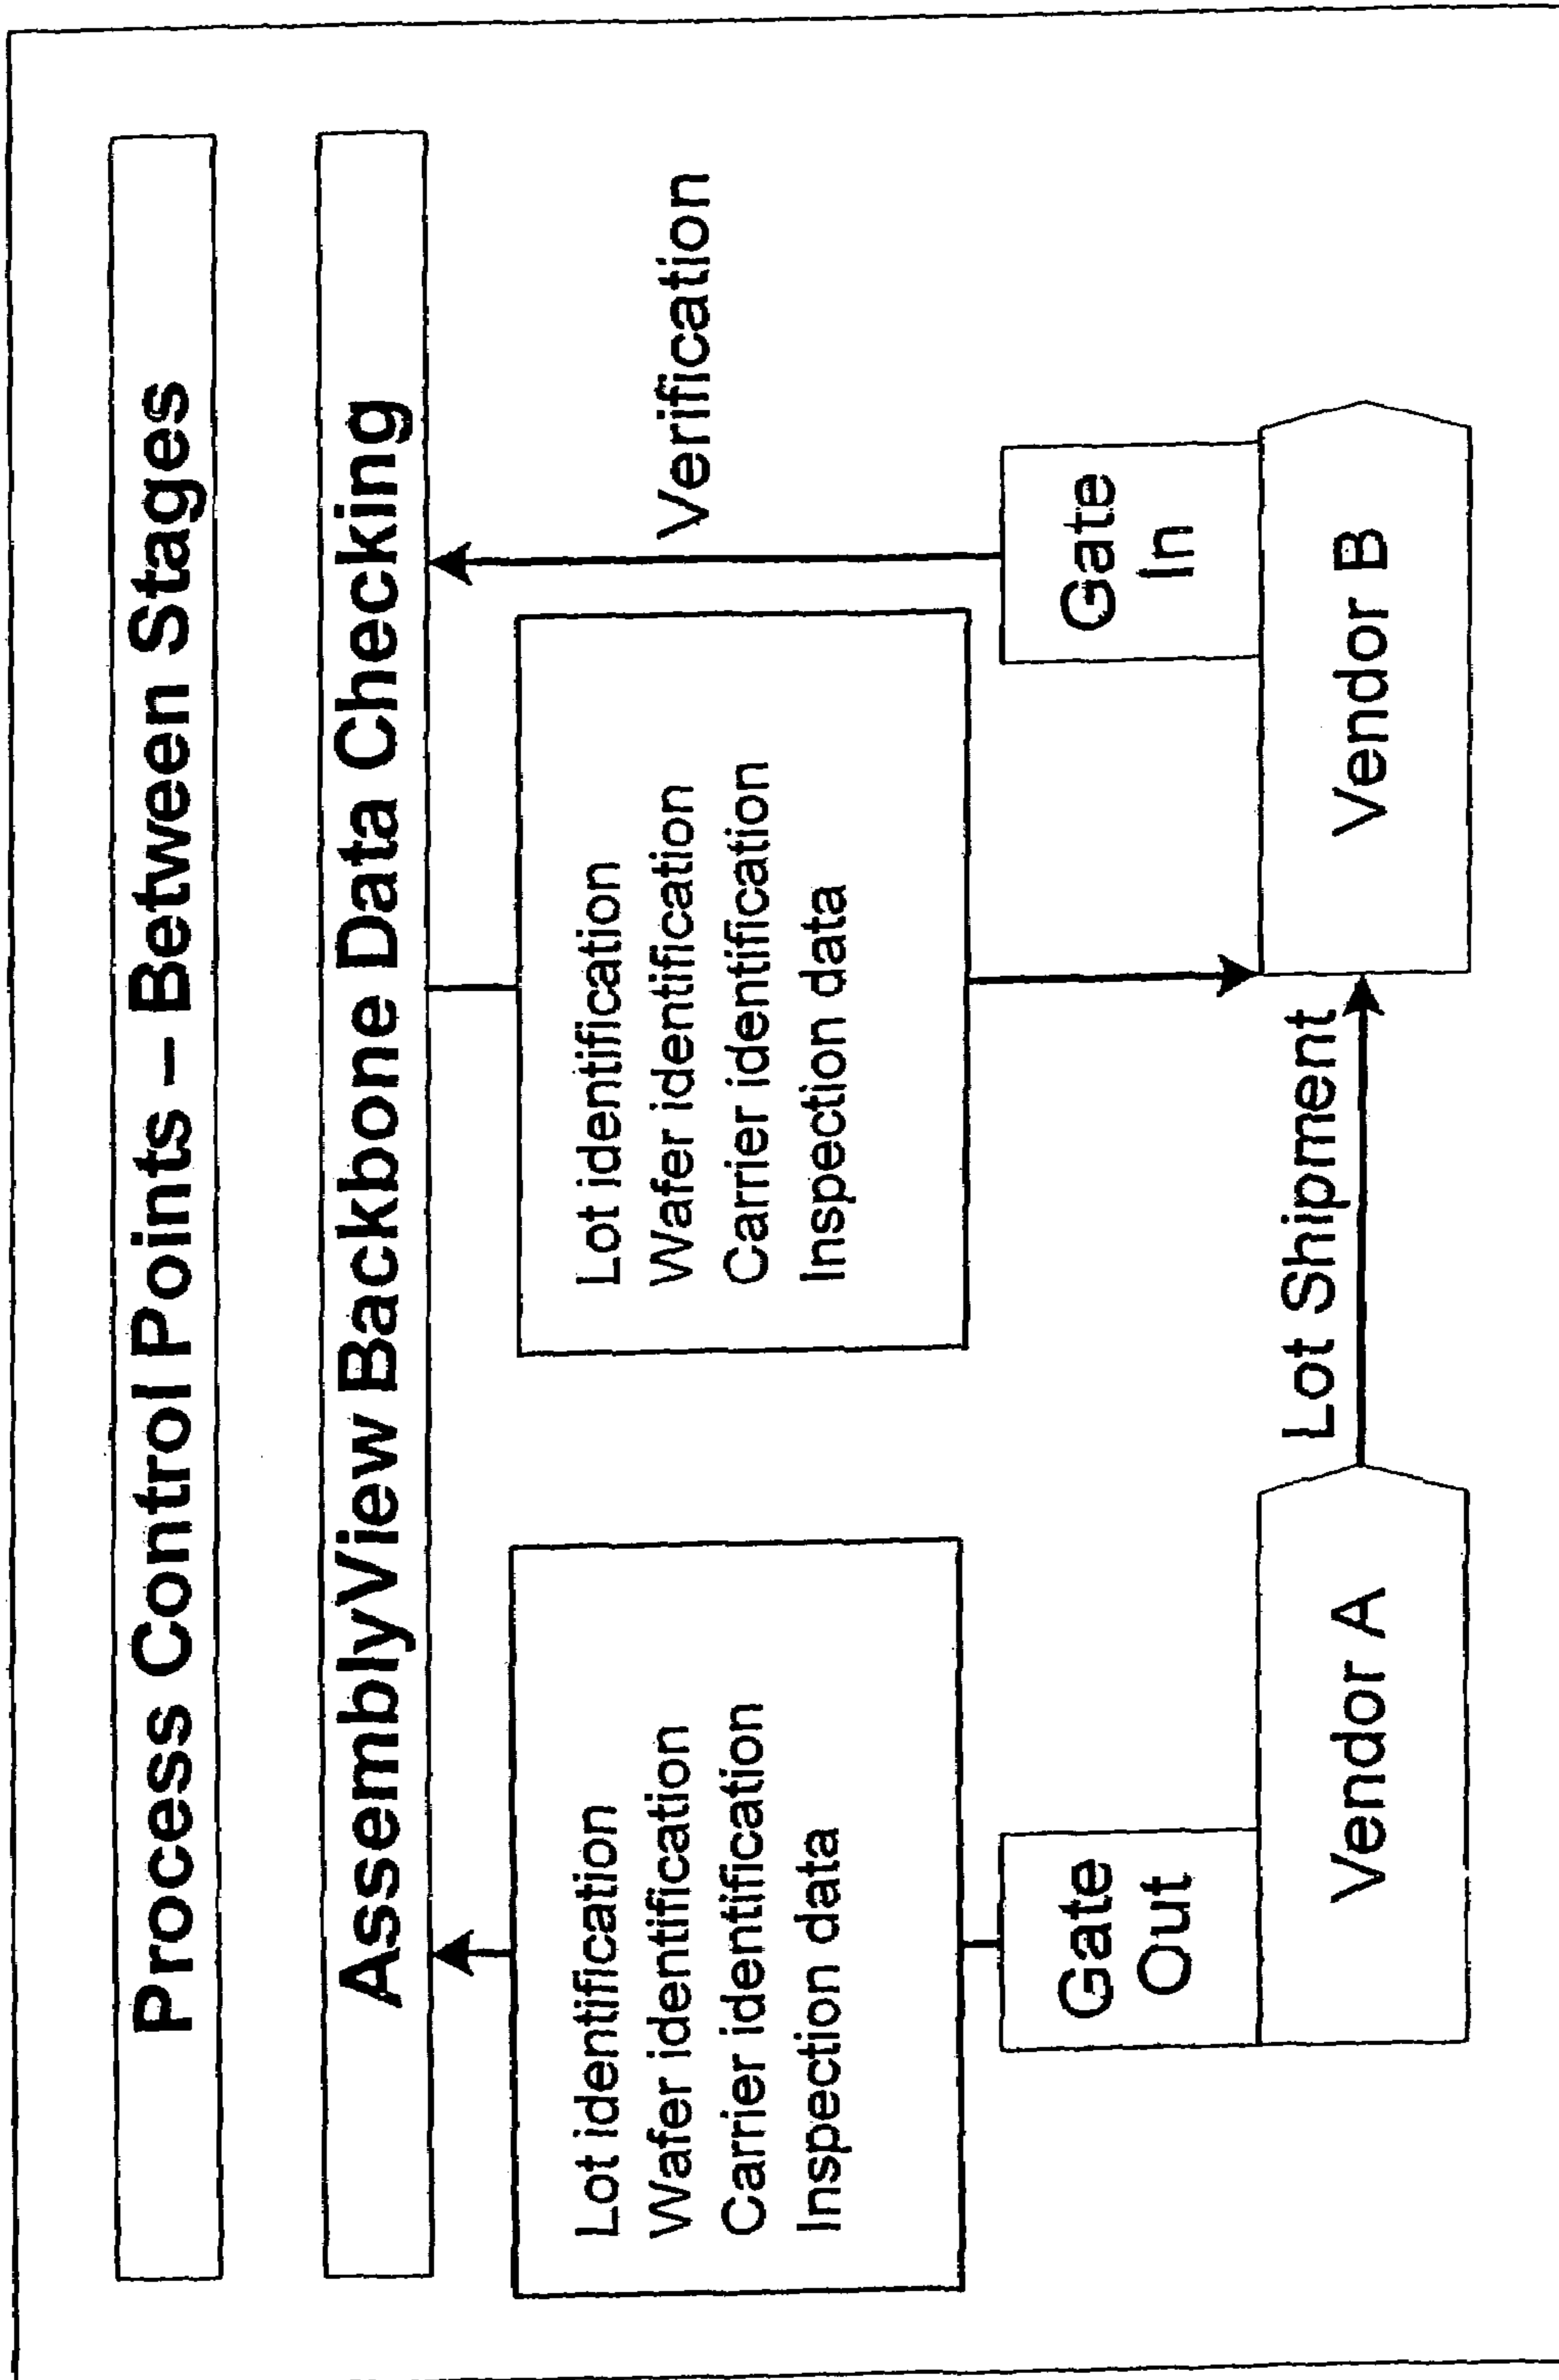 Process Control Points – Between Stages
AssemblyView Backbone Data Checking
Lot identification
Wafer identification
Carrier identification
Inspection data
Lot identification
Wafer identification
Carrier identification
Inspection data
Verification
Gate
Out
Gate
In
Vendor A
Lot Shipment
Vendor B